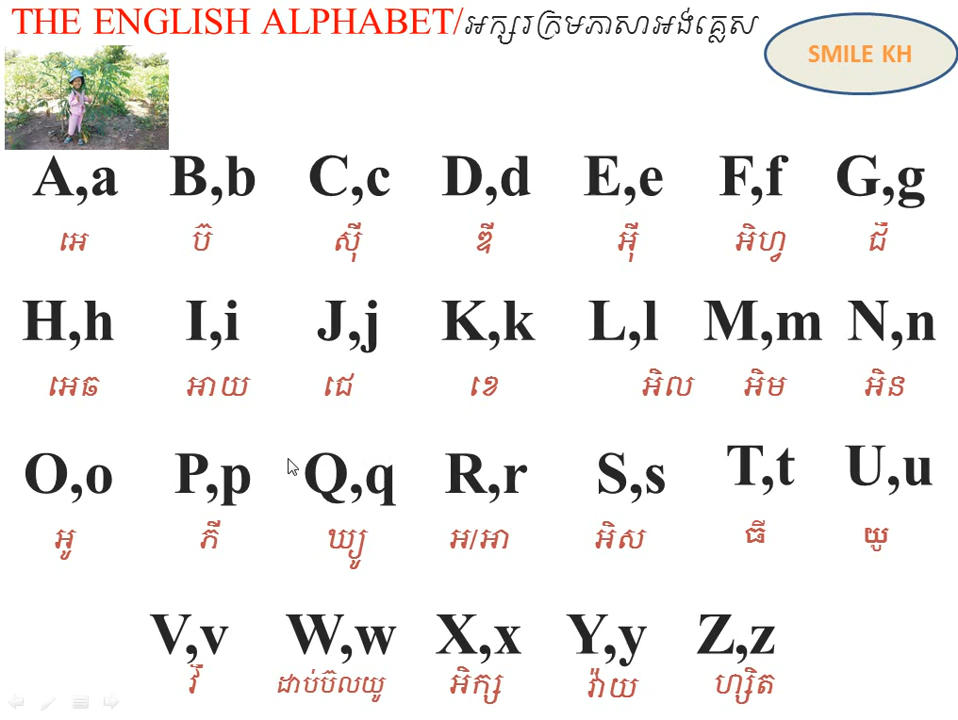 THE ENGLISH ALPHABET/អក្សរក្រមភាសាអង់គ្លេស
SMILE KH
A,a B,b C,c D,d E,e F,f G,g
អេ ប៊ ស៊ី ឌី អ៊ី អិហ្វ ជី
H,h I,i J,j K,k L,l M,m N,n
អេឆ អាយ ជេ ខេ អិល អិម អិន
O,o P,p Q,q R,r S,s T,t U,u
អូ ភី ឃ្យូ អ/អា អិស ធី យូ
V,v W,w X,x Y,y Z,z
វី ដាប់ប៊លយូ អិក្ស វ៉ាយ ហ្សិត